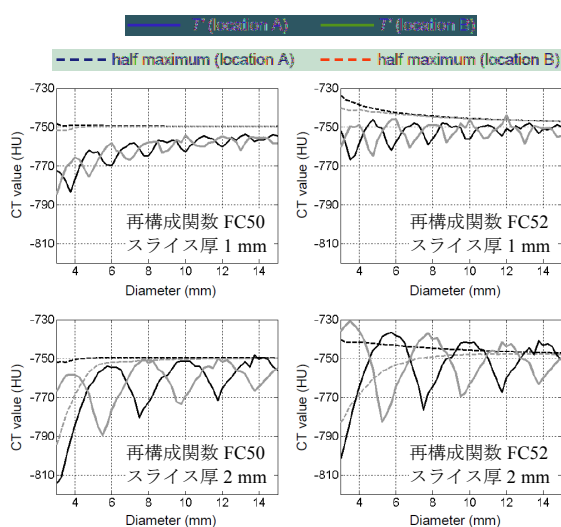 T* (location A) T* (location B)
half maximum (location A) half maximum (location B)
-730
-750
-770
-790
-810
CT value (HU)
再構成関数 FC50
スライス厚 1 mm
4 6 8 10 12 14
Diameter (mm)
-730
-750
-770
-790
-810
CT value (HU)
再構成関数 FC52
スライス厚 1 mm
4 6 8 10 12 14
Diameter (mm)
-730
-750
-770
-790
-810
CT value (HU)
再構成関数 FC50
スライス厚 2 mm
4 6 8 10 12 14
Diameter (mm)
-730
-750
-770
-790
-810
CT value (HU)
再構成関数 FC52
スライス厚 2 mm
4 6 8 10 12 14
Diameter (mm)